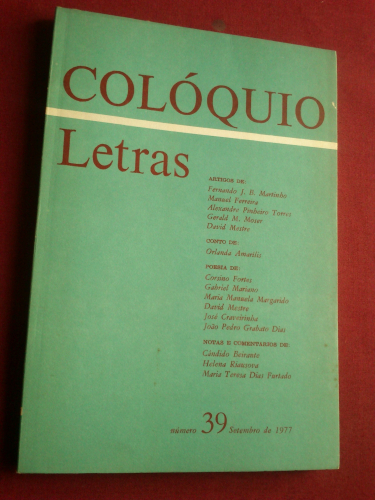 COLÓQUIO
Letras
ARTIGOS DE:
Fernando J. B. Martinho
Manuel Ferreira
Alexandre Pinheiro Torres
Gerald M. Moser
David Mestre
CONTO DE:
Orlanda Amarílis
POESIA DE:
Corsino Fortes
Gabriel Mariano
Maria Manuela Margarido
David Mestre
José Craveirinha
João Pedro Grabato Dias
NOTAS E COMENTÁRIOS DE:
Cândido Beirante
Helena Riausova
Maria Teresa Dias Furtado
número 39 Setembro de 1977